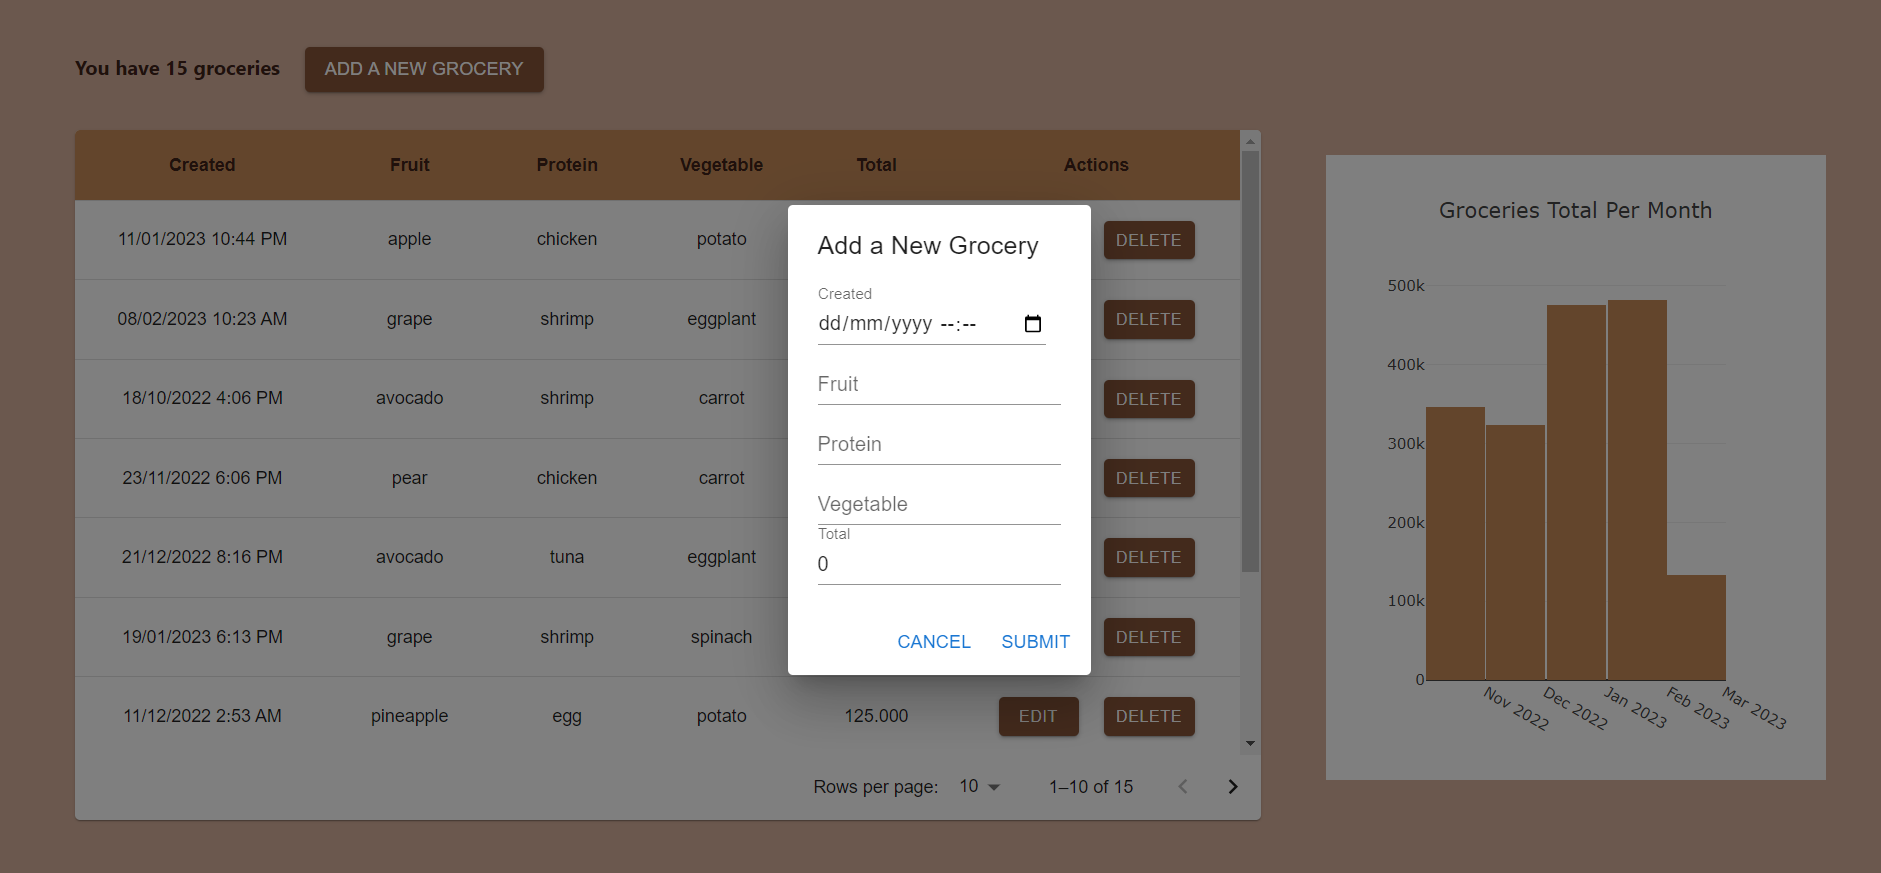 You have 15 groceries ADD A NEW GROCERY
Created Fruit Protein Vegetable Total Actions
11/01/2023 10:44 PM apple chicken potato DELETE
08/02/2023 10:23 AM grape shrimp eggplant DELETE
18/10/2022 4:06 PM avocado shrimp carrot DELETE
23/11/2022 6:06 PM pear chicken carrot DELETE
21/12/2022 8:16 PM avocado tuna eggplant DELETE
19/01/2023 6:13 PM grape shrimp spinach DELETE
11/12/2022 2:53 AM pineapple egg potato 125.000 EDIT DELETE
Rows per page: 10 1–10 of 15
Add a New Grocery
Created
dd/mm/yyyy --:--
Fruit
Protein
Vegetable
Total
0
CANCEL SUBMIT
Groceries Total Per Month
500k
400k
300k
200k
100k
0
Nov 2022 Dec 2022 Jan 2023 Feb 2023 Mar 2023